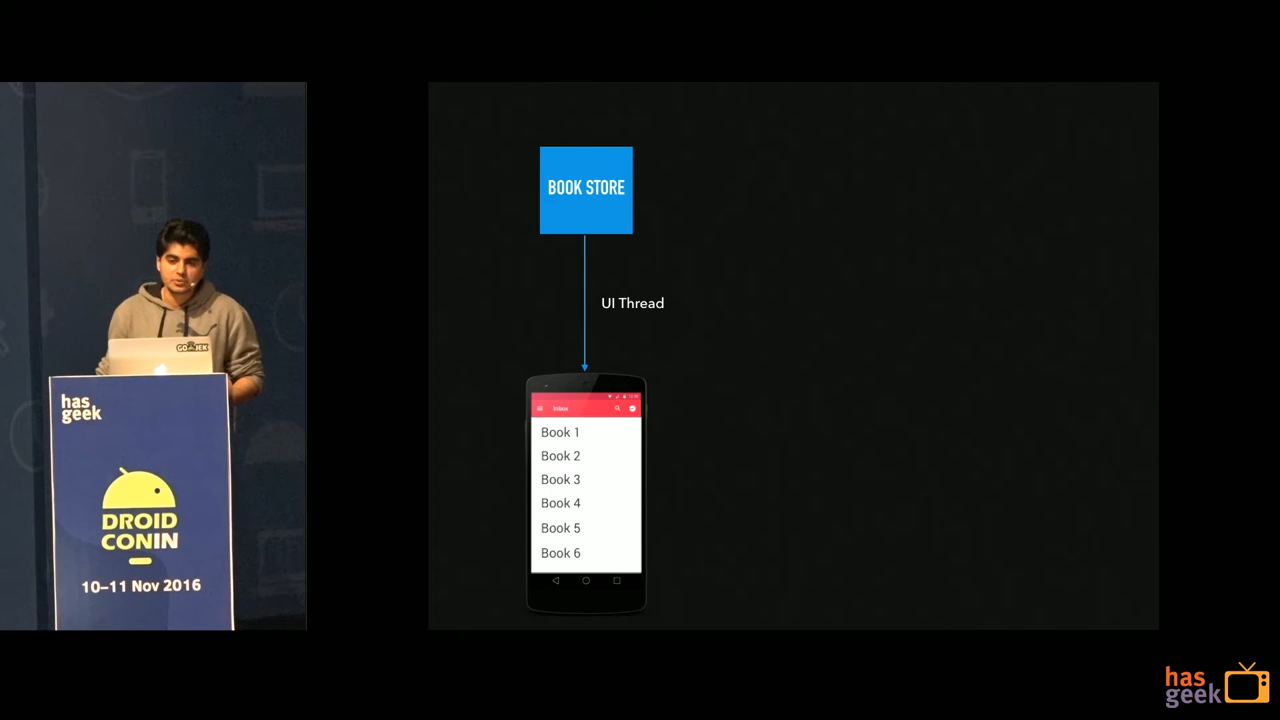 GO JEK
has
geek
DROID
CONIN
10–11 Nov 2016
BOOK STORE
UI Thread
Inbox
Book 1
Book 2
Book 3
Book 4
Book 5
Book 6
has
geek